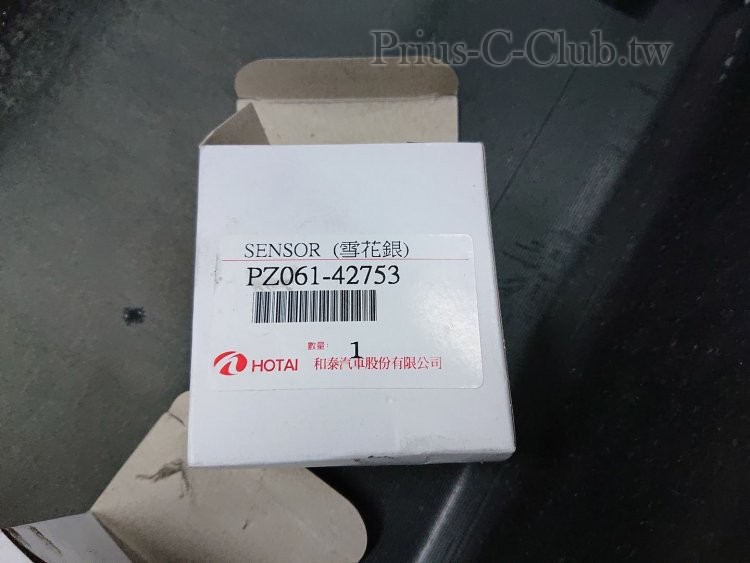 Prius-C-Club.tw
SENSOR (雪花銀)
PZ061-42753
數量: 1
HOTAI 和泰汽車股份有限公司